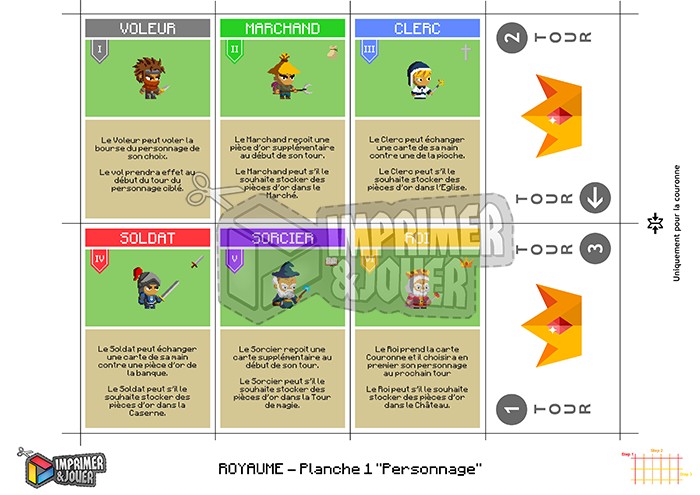 VOLEUR
I
Le Voleur peut voler la
bourse du personnage de
son choix.
Le vol prendra effet au
début du tour du
personnage ciblé.
MARCHAND
II
Le Marchand reçoit une
pièce d'or supplémentaire
au début de son tour.
Le Marchand peut s'il le
souhaite stocker des
pièces d'or dans le
Marché.
CLERC
III
Le Clerc peut échanger
une carte de sa main
contre une de la pioche.
Le Clerc peut s'il le
souhaite stocker des
pièces d'or dans l'Eglise.
2 TOUR
TOUR
SOLDAT
IV
Le Soldat peut échanger
une carte de sa main
contre une pièce d'or de
la banque.
Le Soldat peut s'il le
souhaite stocker des
pièces d'or dans la
Caserne.
SORCIER
V
Le Sorcier reçoit une
carte supplémentaire au
début de son tour.
Le Sorcier peut s'il le
souhaite stocker des
pièces d'or dans la Tour
de magie.
ROI
Le Roi prend la carte
Couronne et il choisira en
premier son personnage
au prochain tour
Le Roi peut s'il le souhaite
stocker des pièces d'or
dans le Château.
TOUR 3
1 TOUR
Uniquement pour la couronne
IMPRIMER
&JOUER
IMPRIMER
&JOUER
ROYAUME – Planche 1 "Personnage"
Step 1
Step 2